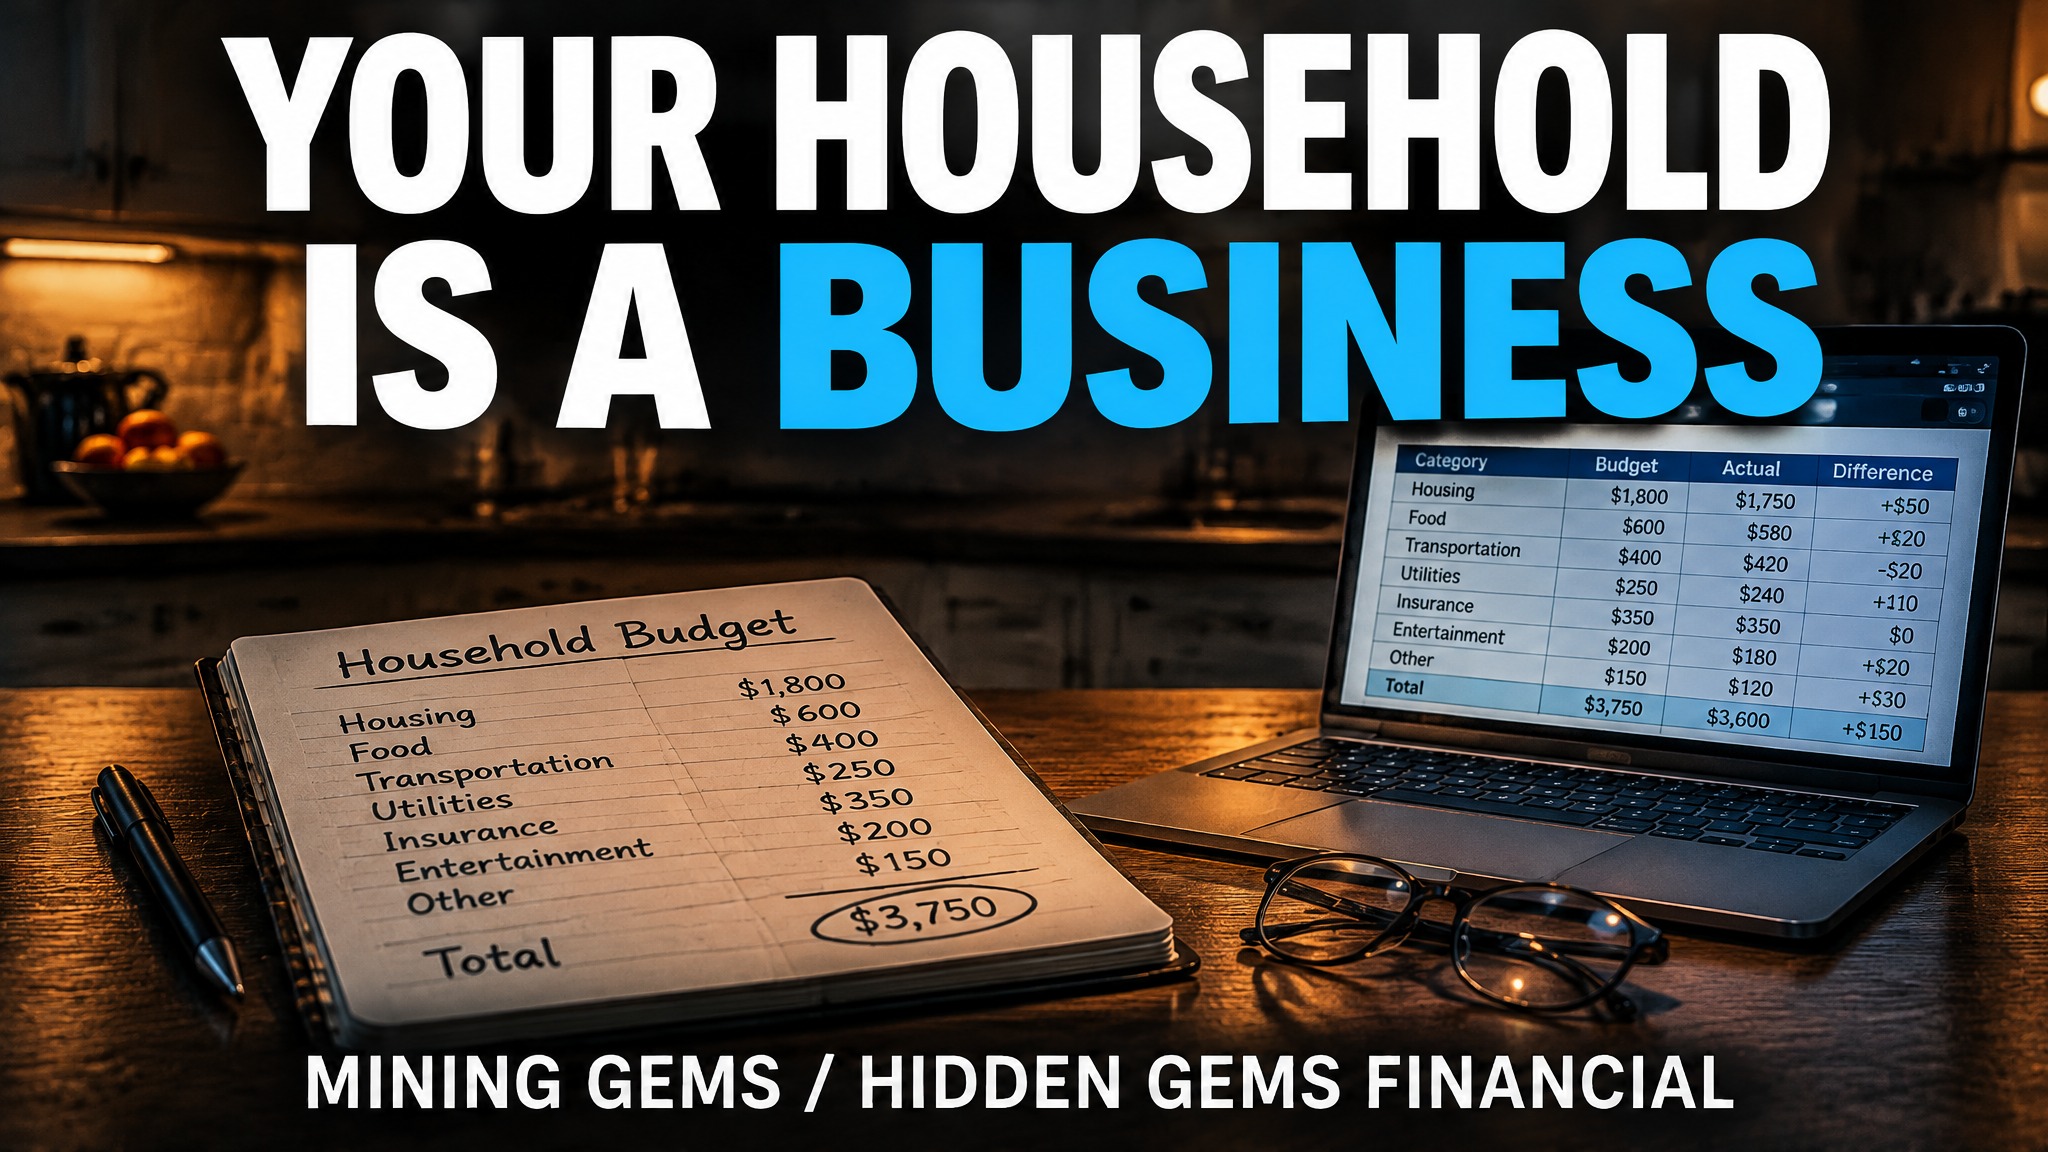 YOUR HOUSEHOLD
IS A BUSINESS
Household Budget
Housing $1,800
Food $600
Transportation $400
Utilities $250
Insurance $350
Entertainment $200
Other $150
Total $3,750
Category Budget Actual Difference
Housing $1,800 $1,750 +$50
Food $600 $580 +$20
Transportation $400 $420 -$20
Utilities $250 $240 +110
Insurance $350 $350 $0
Entertainment $200 $180 +$20
Other $150 $120 +$30
Total $3,750 $3,600 +$150
MINING GEMS / HIDDEN GEMS FINANCIAL